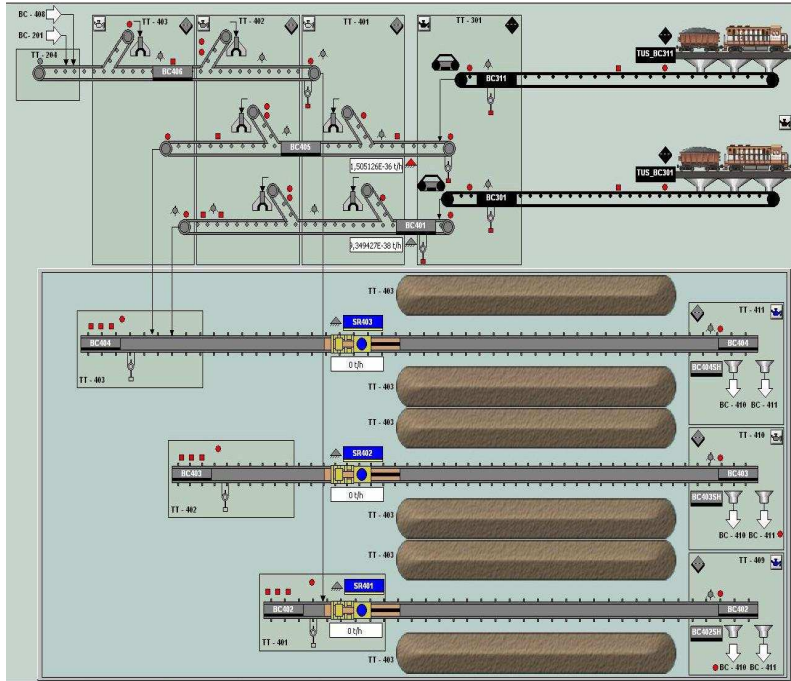 BC - 408
TT - 403
TT - 402
TT - 401
TT - 301
BC- 201
TT - 204
TUS_BC311
BC406
BC311
BC405
1,505126E-36 t/h
TUS_BC301
BC301
BC401
,349427E-38 t/h
TT - 403
SR403
TT - 411
BC404
BC404
0 t/h
BC404SH
TT - 403
TT - 403
BC - 410
BC - 411
TT - 403
SR402
TT - 410
BC403
BC403
0 t/h
BC403SH
TT - 402
TT - 403
BC - 410
BC - 411
TT - 403
TT - 409
SR401
BC402
BC402
0 t/h
BC402SH
TT - 401
TT - 403
BC - 410
BC - 411